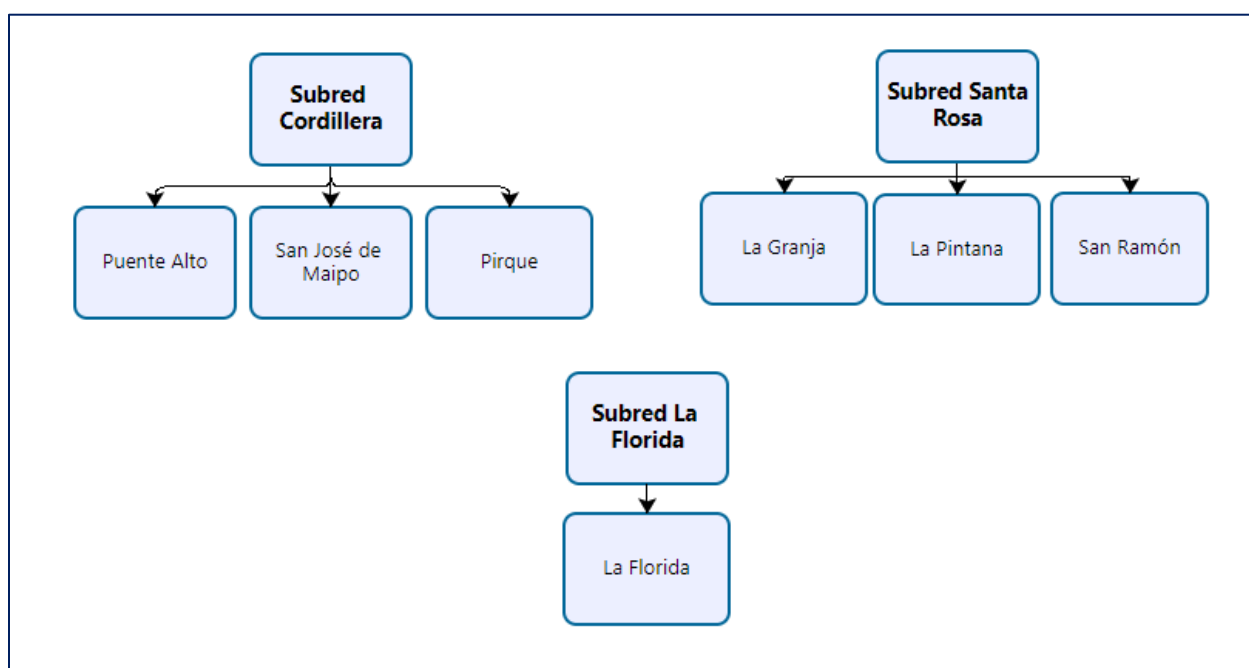 Subred
Cordillera
Puente Alto
San José de
Maipo
Pirque
Subred Santa
Rosa
La Granja
La Pintana
San Ramón
Subred La
Florida
La Florida